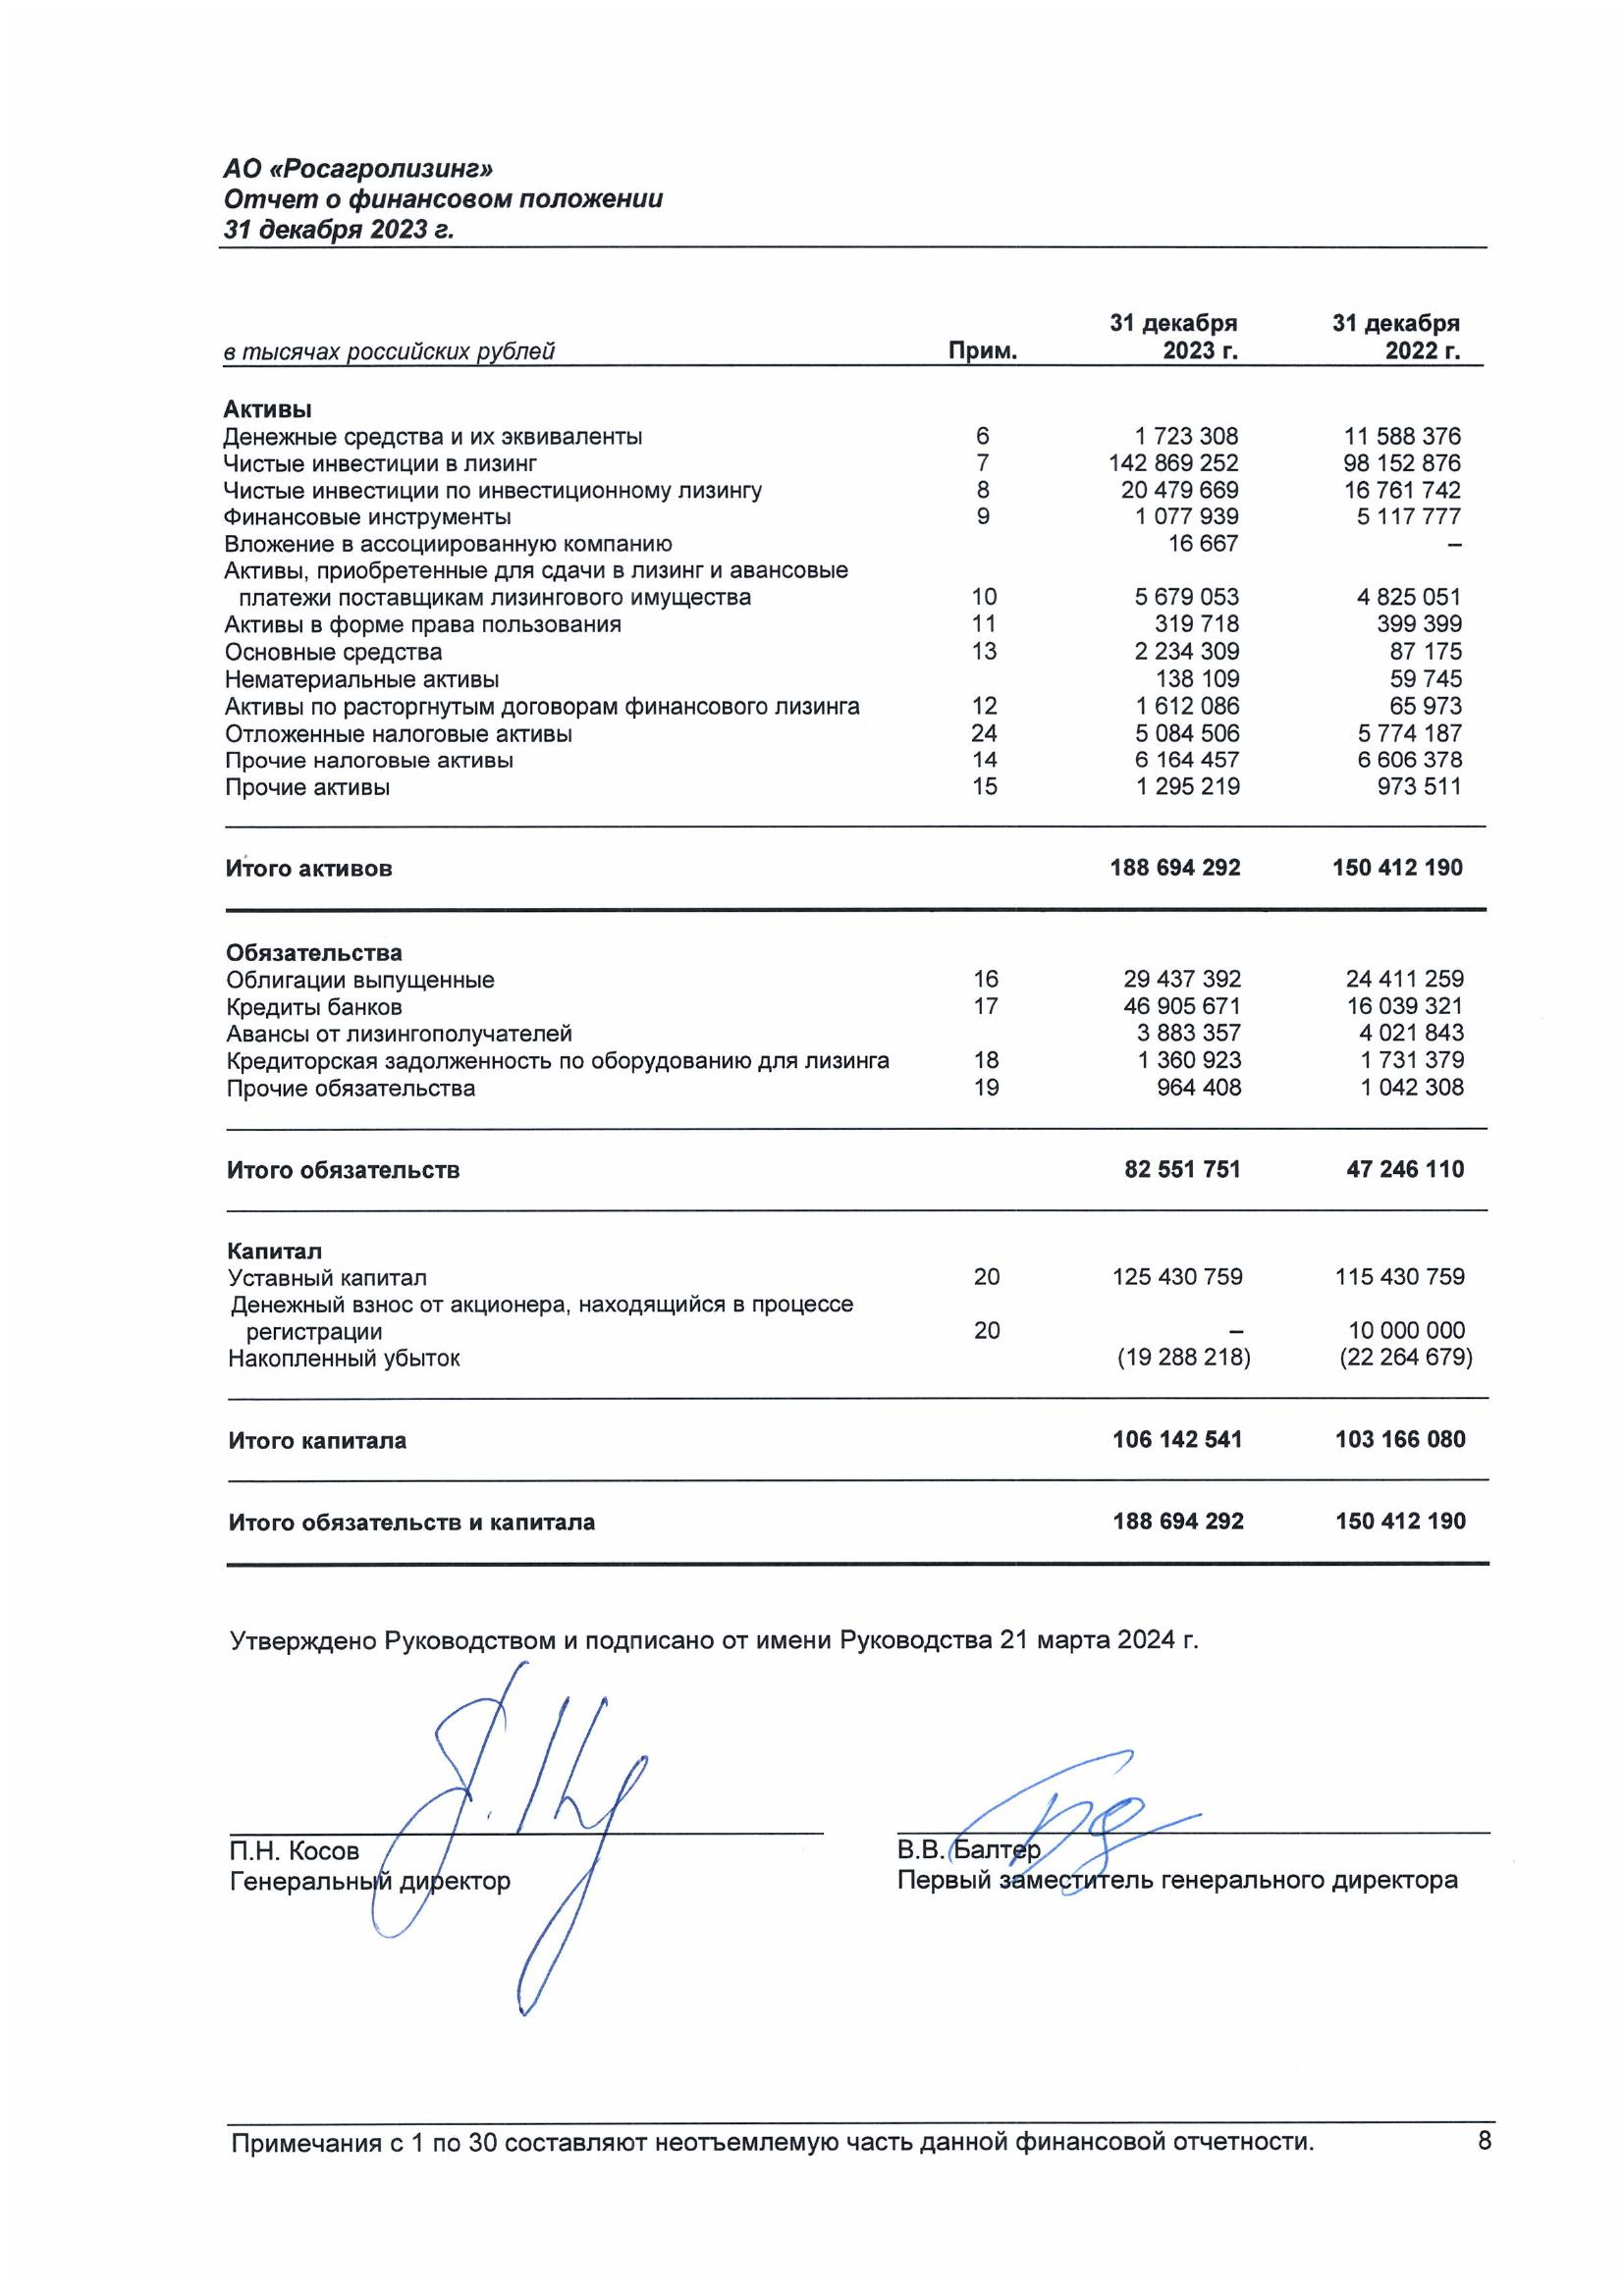 АО «Росагролизинг»
Отчет о финансовом положении
31 декабря 2023 г.
31 декабря 31 декабря
в тысячах российских рублей Прим. 2023 г. 2022 г.
Активы
Денежные средства и их эквиваленты 6 1 723 308 11 588 376
Чистые инвестиции в лизинг 7 142 869 252 98 152 876
Чистые инвестиции по инвестиционному лизингу 8 20 479 669 16 761 742
Финансовые инструменты 9 1 077 939 5 117 777
Вложение в ассоциированную компанию 16 667 –
Активы, приобретенные для сдачи в лизинг и авансовые
платежи поставщикам лизингового имущества 10 5 679 053 4 825 051
Активы в форме права пользования 11 319 718 399 399
Основные средства 13 2 234 309 87 175
Нематериальные активы 138 109 59 745
Активы по расторгнутым договорам финансового лизинга 12 1 612 086 65 973
Отложенные налоговые активы 24 5 084 506 5 774 187
Прочие налоговые активы 14 6 164 457 6 606 378
Прочие активы 15 1 295 219 973 511
Итого активов 188 694 292 150 412 190
Обязательства
Облигации выпущенные 16 29 437 392 24 411 259
Кредиты банков 17 46 905 671 16 039 321
Авансы от лизингополучателей 3 883 357 4 021 843
Кредиторская задолженность по оборудованию для лизинга 18 1 360 923 1 731 379
Прочие обязательства 19 964 408 1 042 308
Итого обязательств 82 551 751 47 246 110
Капитал
Уставный капитал 20 125 430 759 115 430 759
Денежный взнос от акционера, находящийся в процессе
регистрации 20 – 10 000 000
Накопленный убыток (19 288 218) (22 264 679)
Итого капитала 106 142 541 103 166 080
Итого обязательств и капитала 188 694 292 150 412 190
Утверждено Руководством и подписано от имени Руководства 21 марта 2024 г.
П.Н. Косов В.В. Балтер
Генеральный директор Первый заместитель генерального директора
Примечания с 1 по 30 составляют неотъемлемую часть данной финансовой отчетности. 8